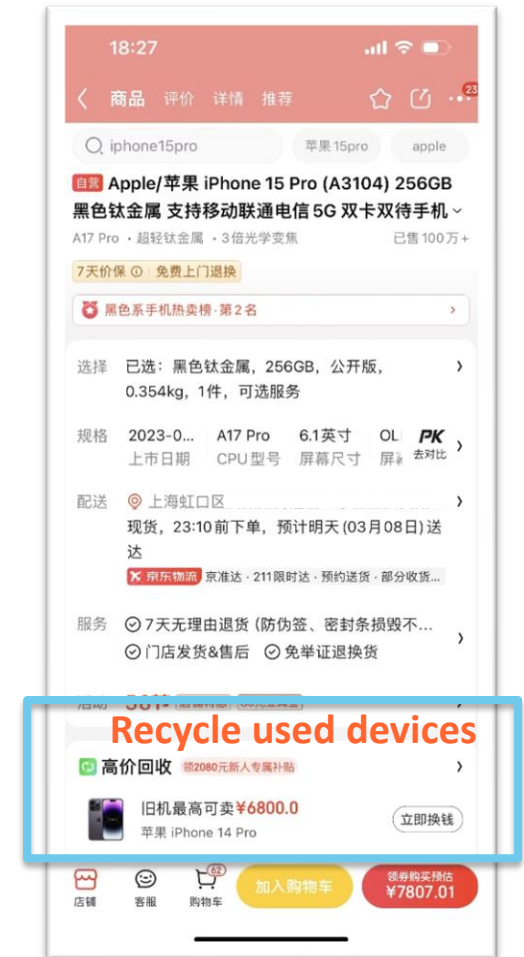 18:27
商品 评价 详情 推荐
23
iphone15pro 苹果15pro apple
自营 Apple/苹果 iPhone 15 Pro (A3104) 256GB
黑色钛金属 支持移动联通电信5G 双卡双待手机
A17 Pro · 超轻钛金属 · 3倍光学变焦 已售100万+
7天价保 免费上门退换
黑色系手机热卖榜·第2名
选择 已选：黑色钛金属，256GB，公开版，
0.354kg，1件，可选服务
规格 2023-0... A17 Pro 6.1英寸 OL PK
上市日期 CPU型号 屏幕尺寸 屏 去对比
配送 上海虹口区
现货，23:10前下单，预计明天(03月08日)送
达
京东物流 京准达·211限时达·预约送货·部分收货...
服务 7天无理由退货 (防伪签、密封条损毁不...
门店发货&售后 免举证退换货
Recycle used devices
高价回收 领2080元新人专属补贴
旧机最高可卖¥6800.0
苹果 iPhone 14 Pro
立即换钱
62
店铺 客服 购物车 加入购物车
领券购买预估
¥7807.01